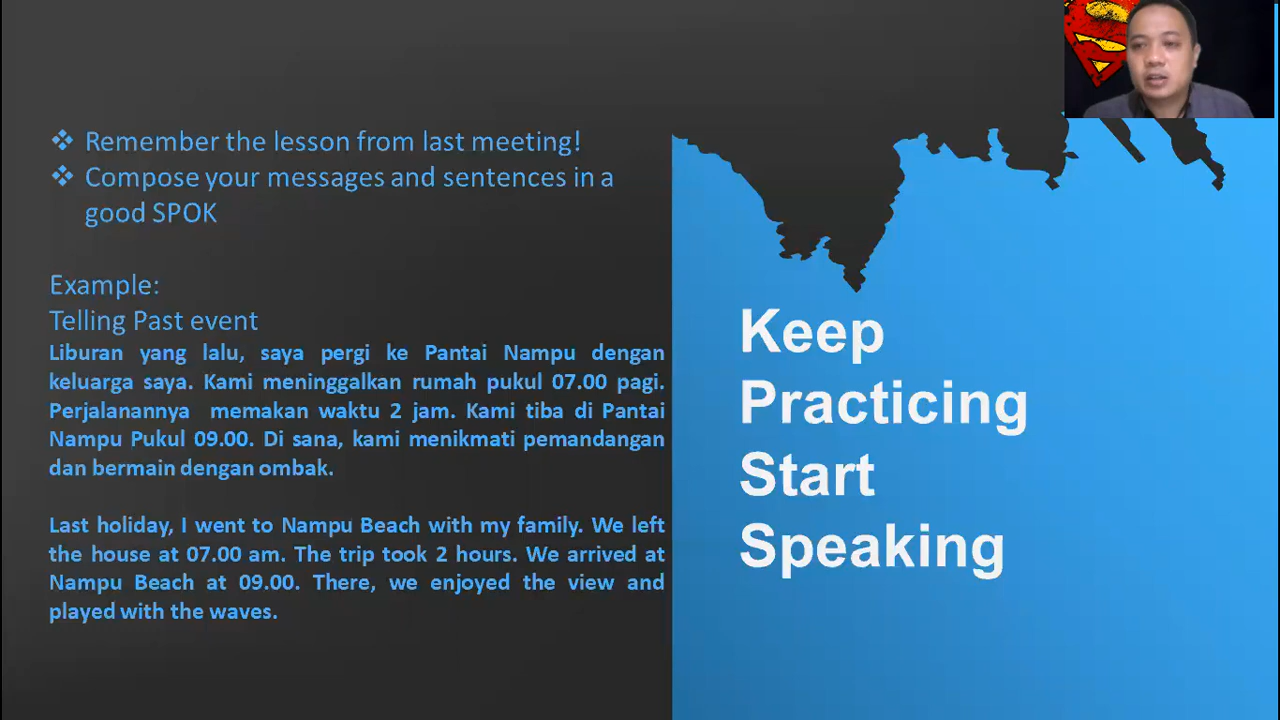 ❖ Remember the lesson from last meeting!
❖ Compose your messages and sentences in a
good SPOK
Example:
Telling Past event
Liburan yang lalu, saya pergi ke Pantai Nampu dengan
keluarga saya. Kami meninggalkan rumah pukul 07.00 pagi.
Perjalanannya memakan waktu 2 jam. Kami tiba di Pantai
Nampu Pukul 09.00. Di sana, kami menikmati pemandangan
dan bermain dengan ombak.
Last holiday, I went to Nampu Beach with my family. We left
the house at 07.00 am. The trip took 2 hours. We arrived at
Nampu Beach at 09.00. There, we enjoyed the view and
played with the waves.
Keep
Practicing
Start
Speaking